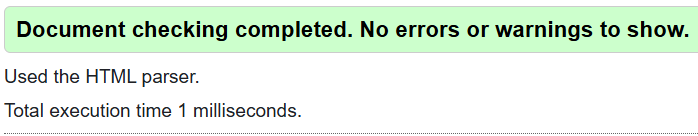 Document checking completed. No errors or warnings to show.
Used the HTML parser.
Total execution time 1 milliseconds.